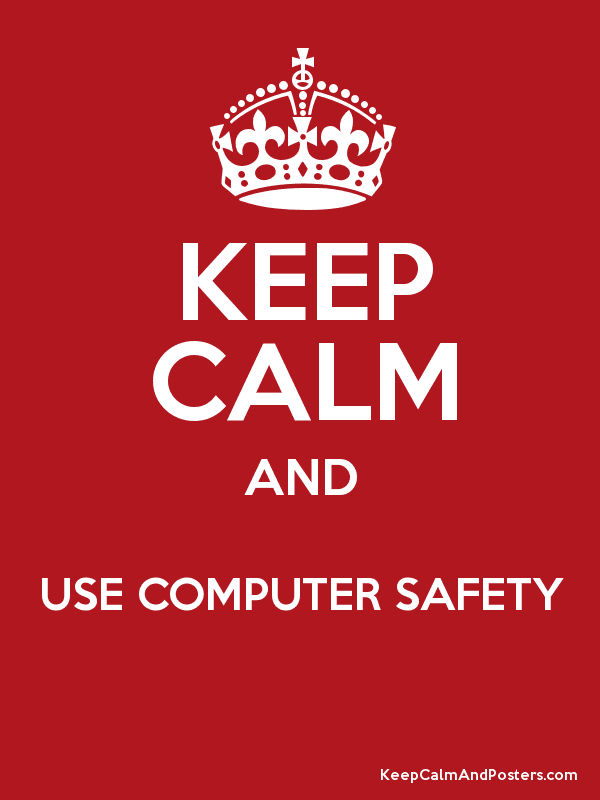 KEEP
CALM
AND
USE COMPUTER SAFETY
KeepCalmAndPosters.com